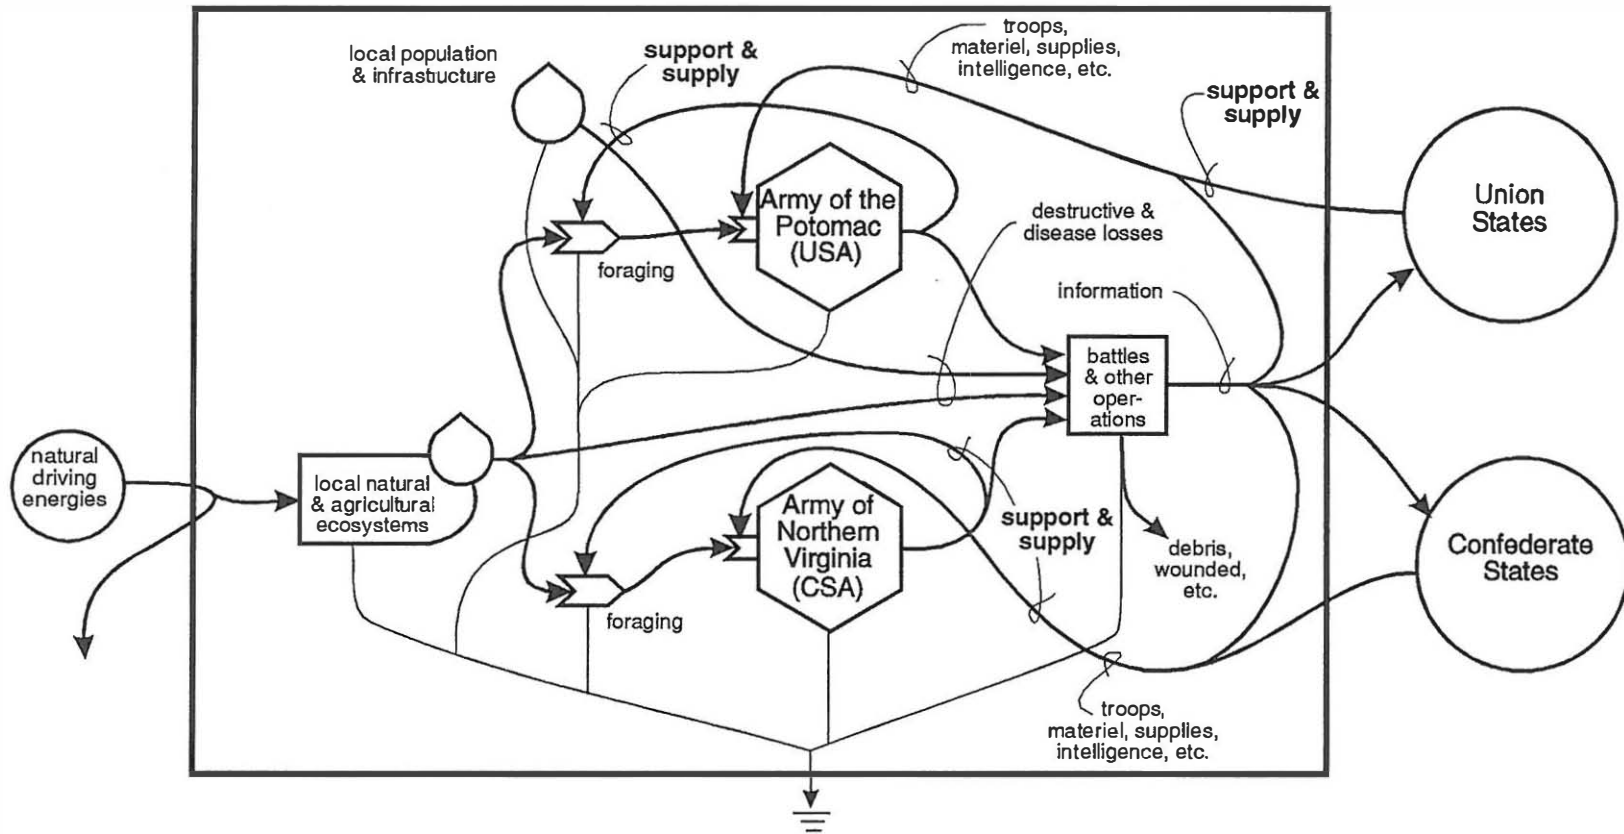 local population
& infrastructure
support &
supply
troops,
materiel, supplies,
intelligence, etc.
support &
supply
Union
States
Army of the
Potomac
(USA)
destructive &
disease losses
foraging
information
battles
& other
oper-
ations
natural
driving
energies
local natural
& agricultural
ecosystems
Army of
Northern
Virginia
(CSA)
support &
supply
debris,
wounded,
etc.
Confederate
States
foraging
troops,
materiel, supplies,
intelligence, etc.